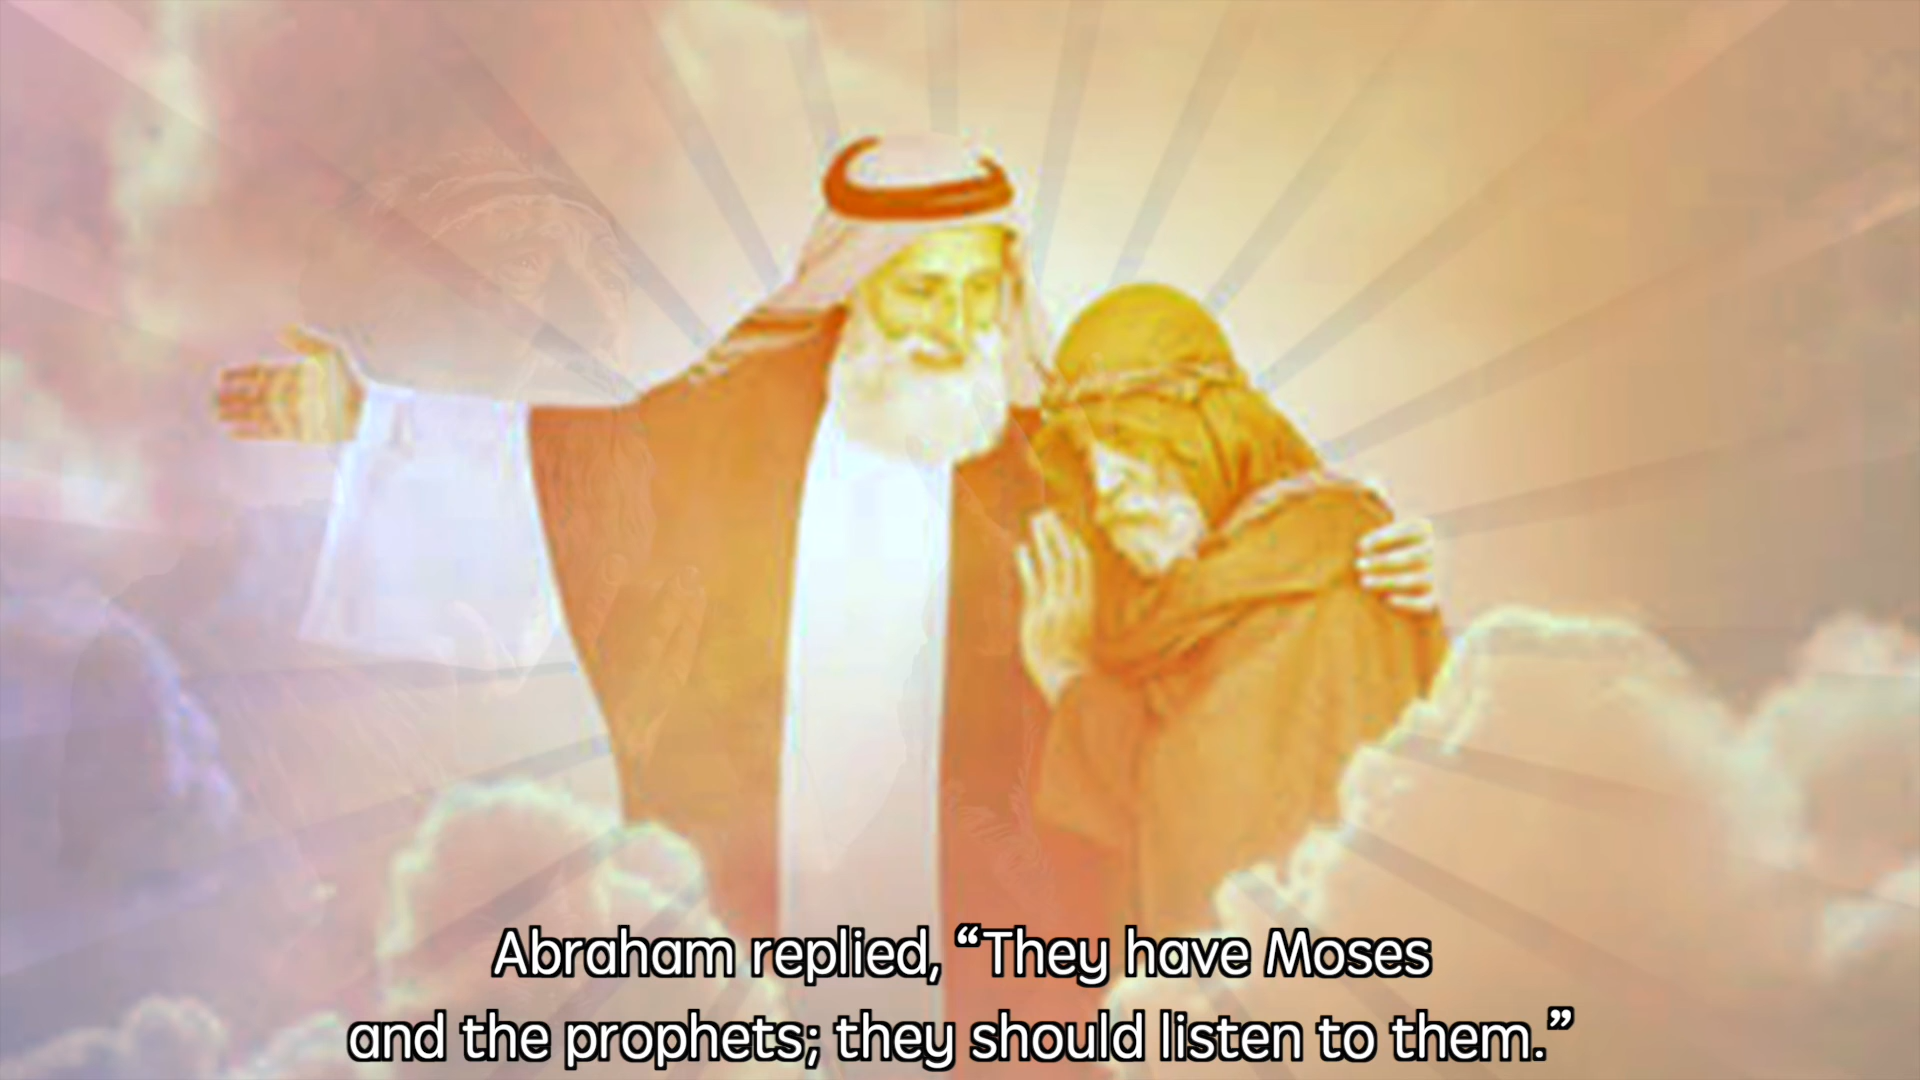 Abraham replied, “They have Moses
and the prophets; they should listen to them.”